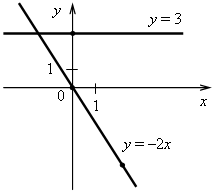 y
y = 3
1
0
1
x
y = –2x